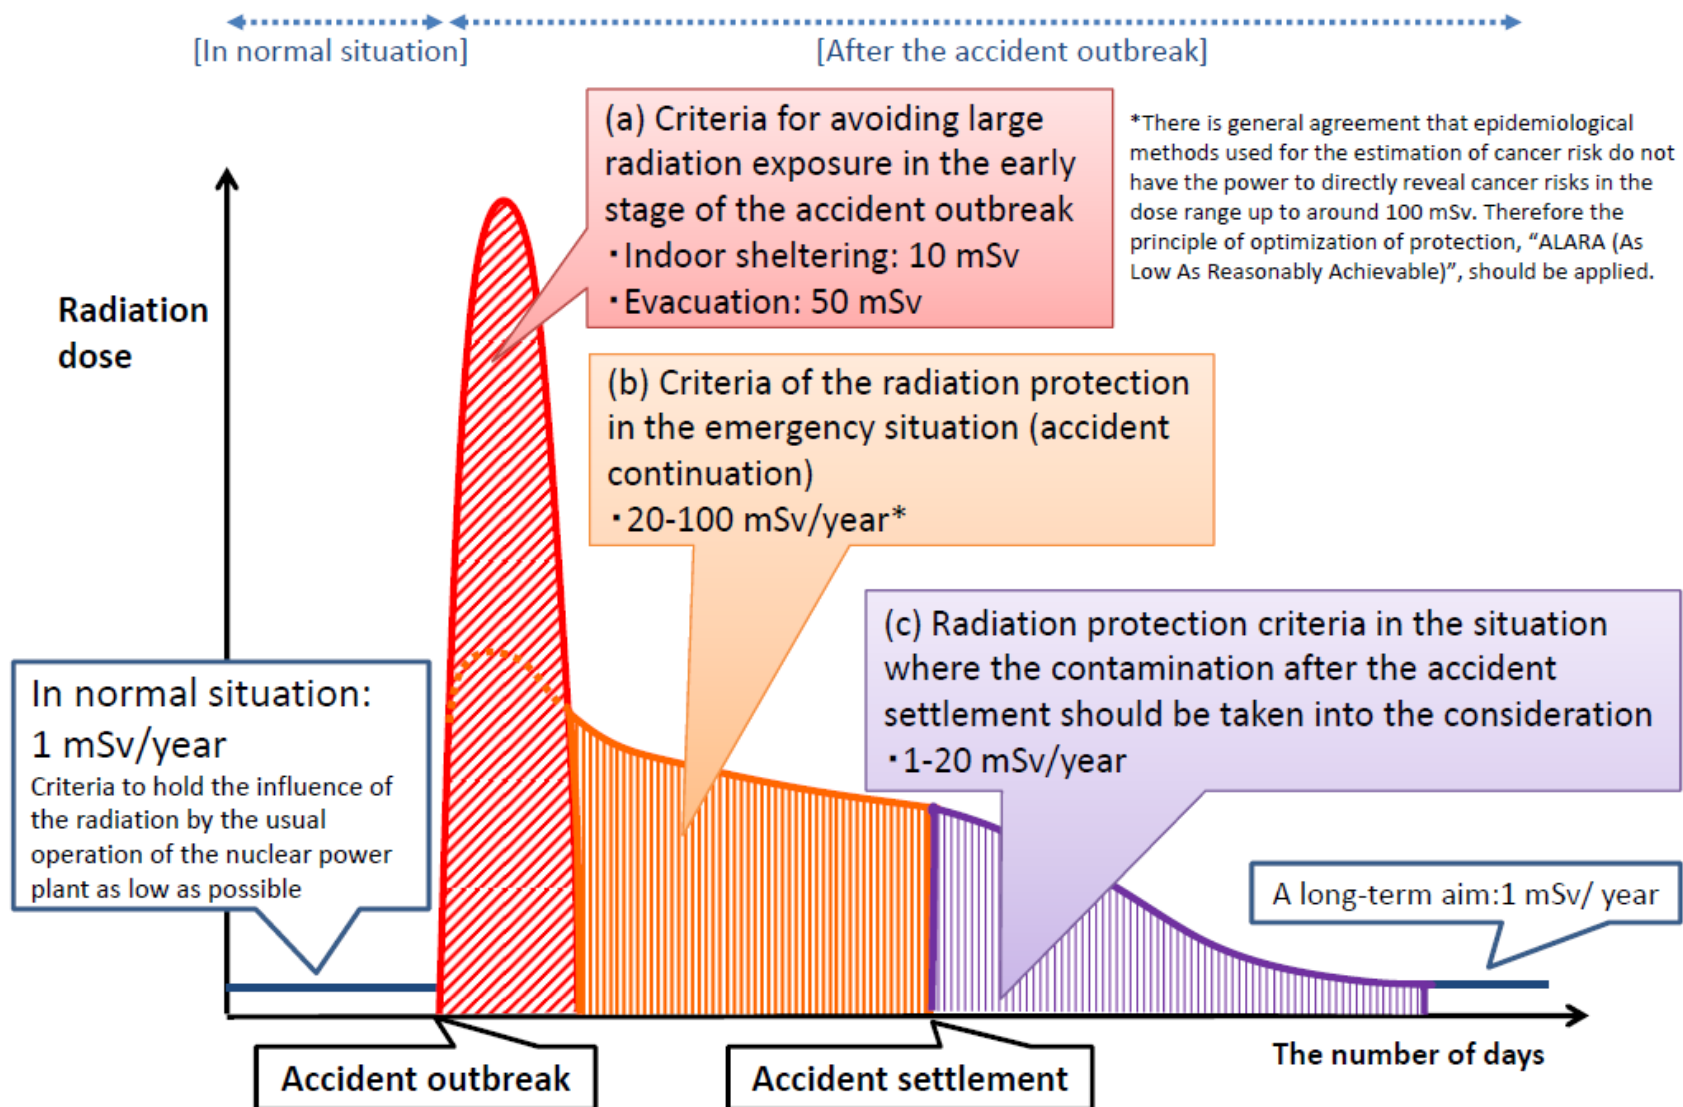 [In normal situation]
[After the accident outbreak]
(a) Criteria for avoiding large
radiation exposure in the early
stage of the accident outbreak
・Indoor sheltering: 10 mSv
・Evacuation: 50 mSv
*There is general agreement that epidemiological
methods used for the estimation of cancer risk do not
have the power to directly reveal cancer risks in the
dose range up to around 100 mSv. Therefore the
principle of optimization of protection, “ALARA (As
Low As Reasonably Achievable)”, should be applied.
Radiation
dose
(b) Criteria of the radiation protection
in the emergency situation (accident
continuation)
・20-100 mSv/year*
(c) Radiation protection criteria in the situation
where the contamination after the accident
settlement should be taken into the consideration
・1-20 mSv/year
In normal situation:
1 mSv/year
Criteria to hold the influence of
the radiation by the usual
operation of the nuclear power
plant as low as possible
A long-term aim:1 mSv/ year
The number of days
Accident outbreak
Accident settlement